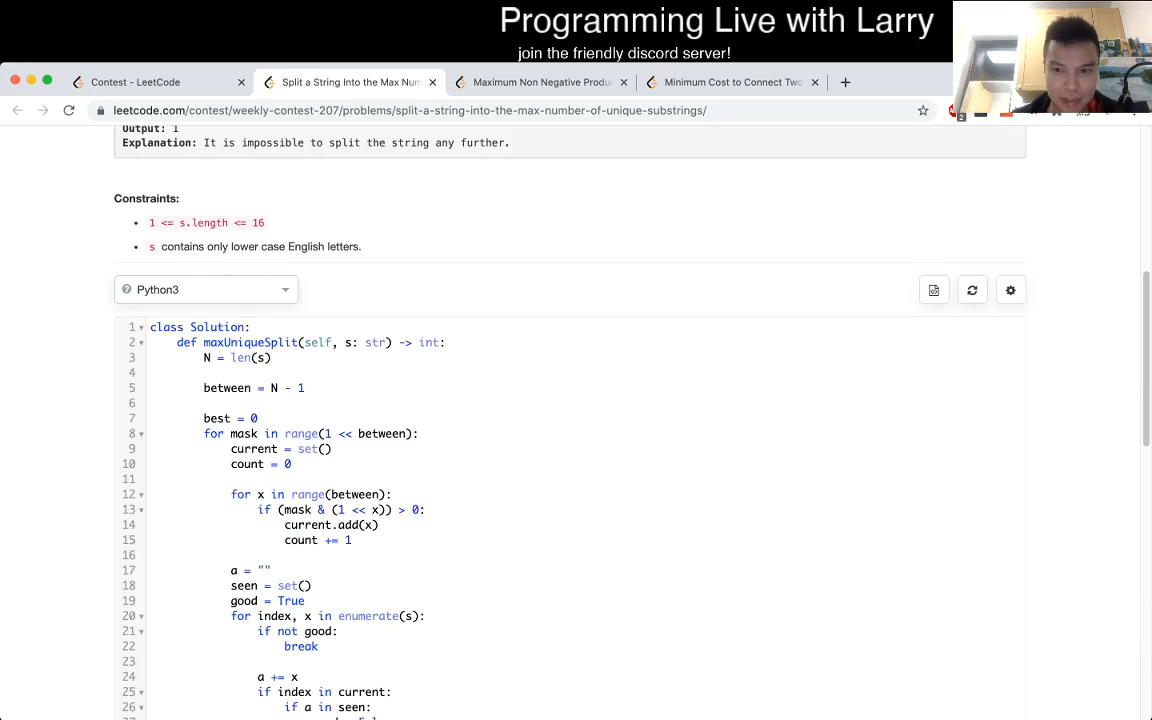 Programming Live with Larry
join the friendly discord server!
Contest - LeetCode
Split a String Into the Max Num
Maximum Non Negative Produ
Minimum Cost to Connect Two
leetcode.com/contest/weekly-contest-207/problems/split-a-string-into-the-max-number-of-unique-substrings/
2
Output: 1
Explanation: It is impossible to split the string any further.
Constraints:
1 <= s.length <= 16
s contains only lower case English letters.
Python3
1 class Solution:
2 def maxUniqueSplit(self, s: str) -> int:
3 N = len(s)
4
5 between = N - 1
6
7 best = 0
8 for mask in range(1 << between):
9 current = set()
10 count = 0
11
12 for x in range(between):
13 if (mask & (1 << x)) > 0:
14 current.add(x)
15 count += 1
16
17 a = ""
18 seen = set()
19 good = True
20 for index, x in enumerate(s):
21 if not good:
22 break
23
24 a += x
25 if index in current:
26 if a in seen: